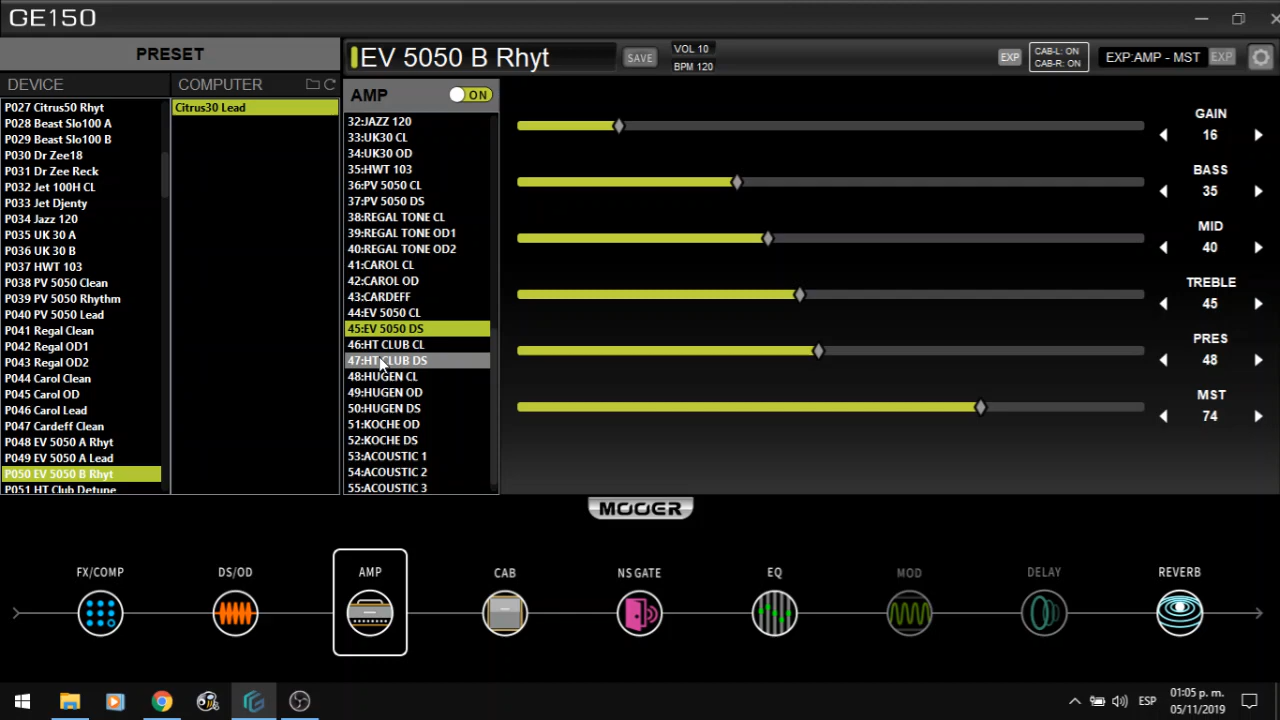 GE150
PRESET
EV 5050 B Rhyt
SAVE
VOL 10
BPM 120
EXP
CAB-L: ON
CAB-R: ON
EXP:AMP - MST
EXP
DEVICE
COMPUTER
P027 Citrus50 Rhyt
P028 Beast Slo100 A
P029 Beast Slo100 B
P030 Dr Zee18
P031 Dr Zee Reck
P032 Jet 100H CL
P033 Jet Djenty
P034 Jazz 120
P035 UK 30 A
P036 UK 30 B
P037 HWT 103
P038 PV 5050 Clean
P039 PV 5050 Rhythm
P040 PV 5050 Lead
P041 Regal Clean
P042 Regal OD1
P043 Regal OD2
P044 Carol Clean
P045 Carol OD
P046 Carol Lead
P047 Cardeff Clean
P048 EV 5050 A Rhyt
P049 EV 5050 A Lead
P050 EV 5050 B Rhyt
P051 HT Club Detune
Citrus30 Lead
AMP
ON
32:JAZZ 120
33:UK30 CL
34:UK30 OD
35:HWT 103
36:PV 5050 CL
37:PV 5050 DS
38:REGAL TONE CL
39:REGAL TONE OD1
40:REGAL TONE OD2
41:CAROL CL
42:CAROL OD
43:CARDEFF
44:EV 5050 CL
45:EV 5050 DS
46:HT CLUB CL
47:HT CLUB DS
48:HUGEN CL
49:HUGEN OD
50:HUGEN DS
51:KOCHE OD
52:KOCHE DS
53:ACOUSTIC 1
54:ACOUSTIC 2
55:ACOUSTIC 3
GAIN
16
BASS
35
MID
40
TREBLE
45
PRES
48
MST
74
MOOER
FX/COMP
DS/OD
AMP
CAB
NS GATE
EQ
MOD
DELAY
REVERB
ESP
01:05 p. m.
05/11/2019